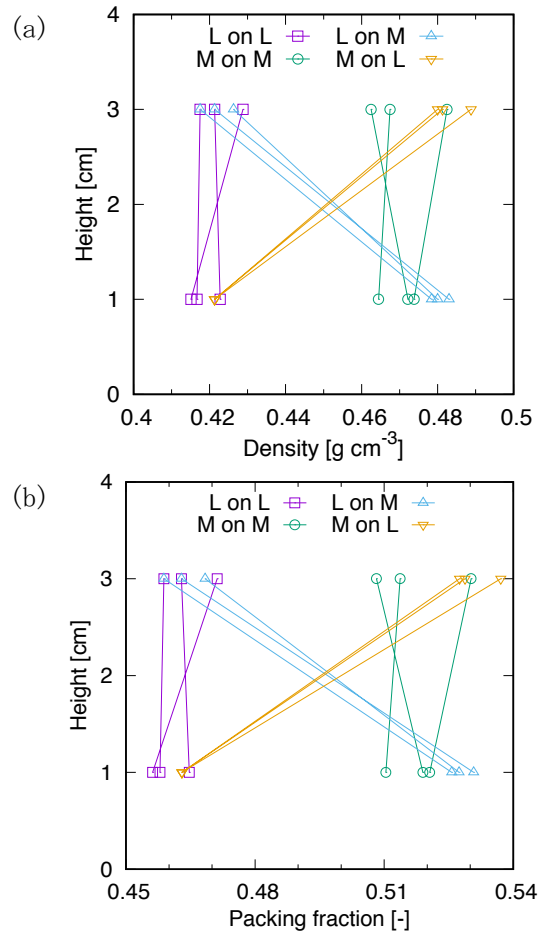 (a)
4
3
2
1
0
Height [cm]
L on L
L on M
M on M
M on L
0.4
0.42
0.44
0.46
0.48
0.5
Density [g cm⁻³]
(b)
4
3
2
1
0
Height [cm]
L on L
L on M
M on M
M on L
0.45
0.48
0.51
0.54
Packing fraction [-]